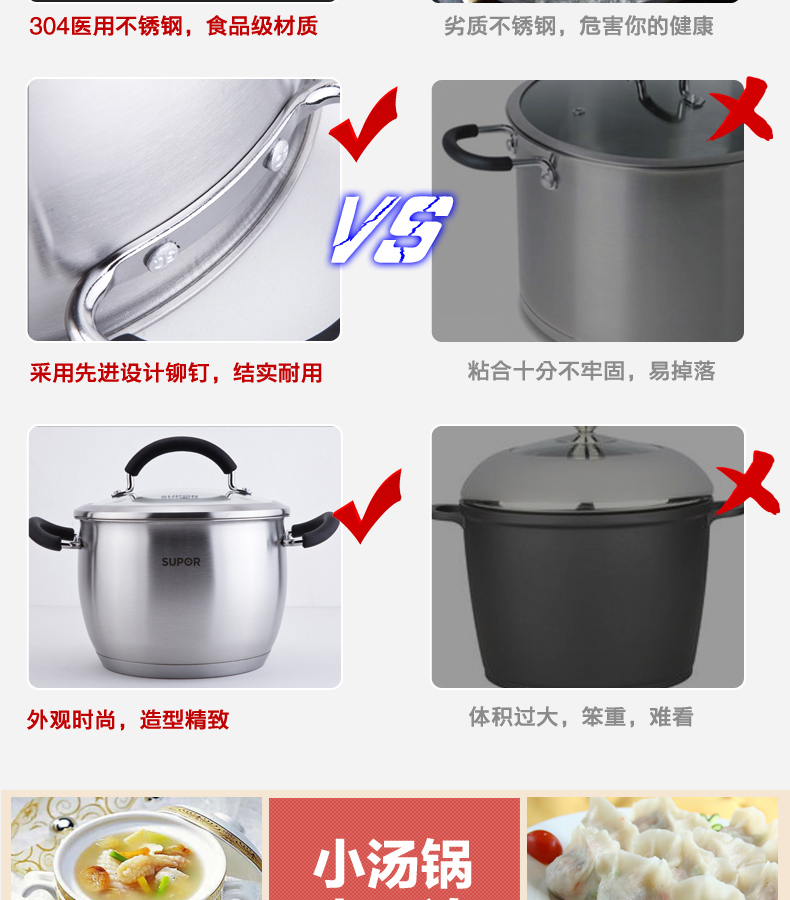 304医用不锈钢，食品级材质
劣质不锈钢，危害你的健康
VS
采用先进设计铆钉，结实耐用
粘合十分不牢固，易掉落
SUPOR
SUPOR
外观时尚，造型精致
体积过大，笨重，难看
小汤锅